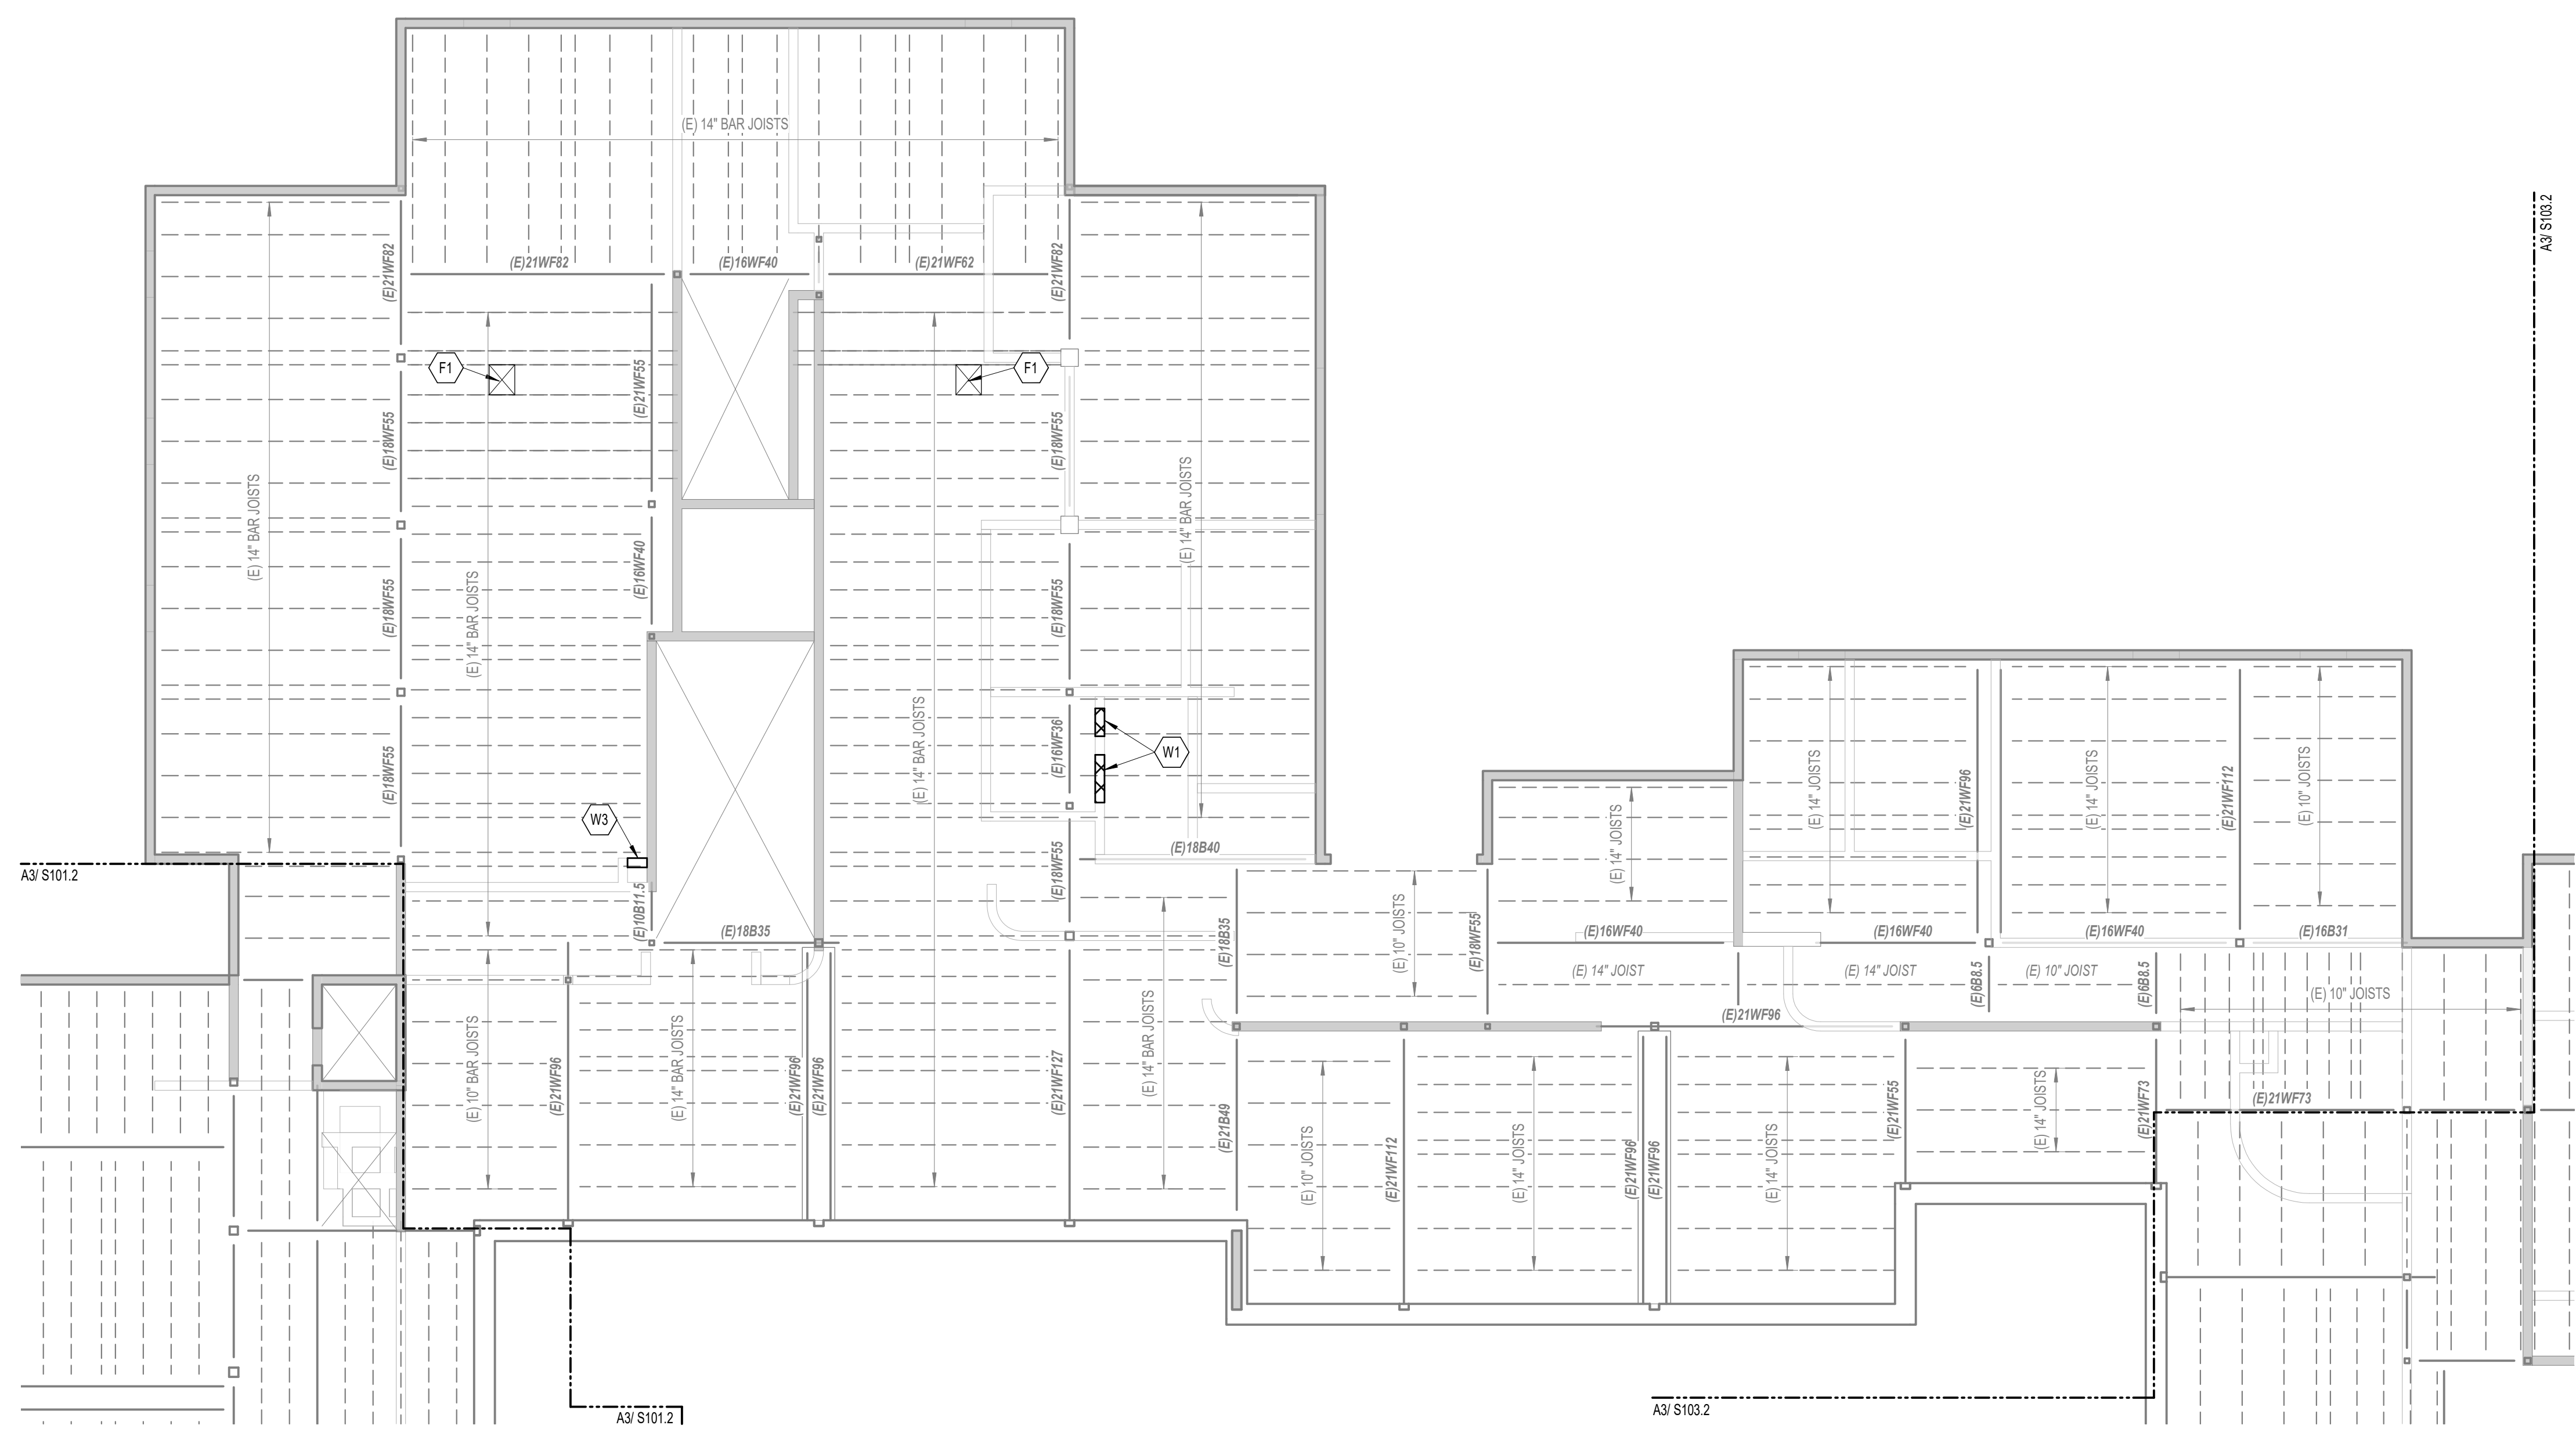 (E) 14" BAR JOISTS
A3/ S103.2
(E)21WF82
(E)16WF40
(E)21WF62
(E)21WF82
(E)21WF82
F1
F1
(E)21WF55
(E)18WF55
(E)18WF55
(E) 14" BAR JOISTS
(E) 14" BAR JOISTS
(E)16WF40
(E) 14" BAR JOISTS
(E)18WF55
(E)18WF55
(E) 14" BAR JOISTS
(E)18WF55
(E)16WF36
W1
W3
(E)21WF96
(E) 14" JOISTS
(E) 14" JOISTS
(E)21WF112
(E) 10" JOISTS
(E) 14" JOISTS
(E)18B40
A3/ S101.2
(E)10B11.5
(E)18WF55
(E)18B35
(E)18B35
(E) 10" JOISTS
(E)18WF55
(E)16WF40
(E)16WF40
(E)16WF40
(E)16B31
(E) 14" JOIST
(E) 14" JOIST
(E) 10" JOIST
(E)6B8.5
(E)6B8.5
(E) 10" JOISTS
(E)21WF96
(E) 10" BAR JOISTS
(E)21WF96
(E) 14" BAR JOISTS
(E)21WF96
(E)21WF96
(E) 14" BAR JOISTS
(E)21WF127
(E) 14" BAR JOISTS
(E)21B49
(E) 10" JOISTS
(E)21WF112
(E) 14" JOISTS
(E)21WF96
(E)21WF96
(E) 14" JOISTS
(E)21WF55
(E) 14" JOISTS
(E)21WF73
(E)21WF73
A3/ S101.2
A3/ S103.2